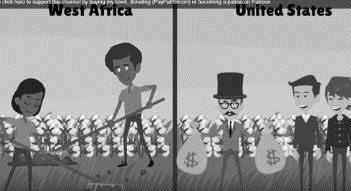 click here to support this channel by buying my book, donating (PayPal/Bitcoin) or becoming a patron on Patreon
West Africa
United States
$
$